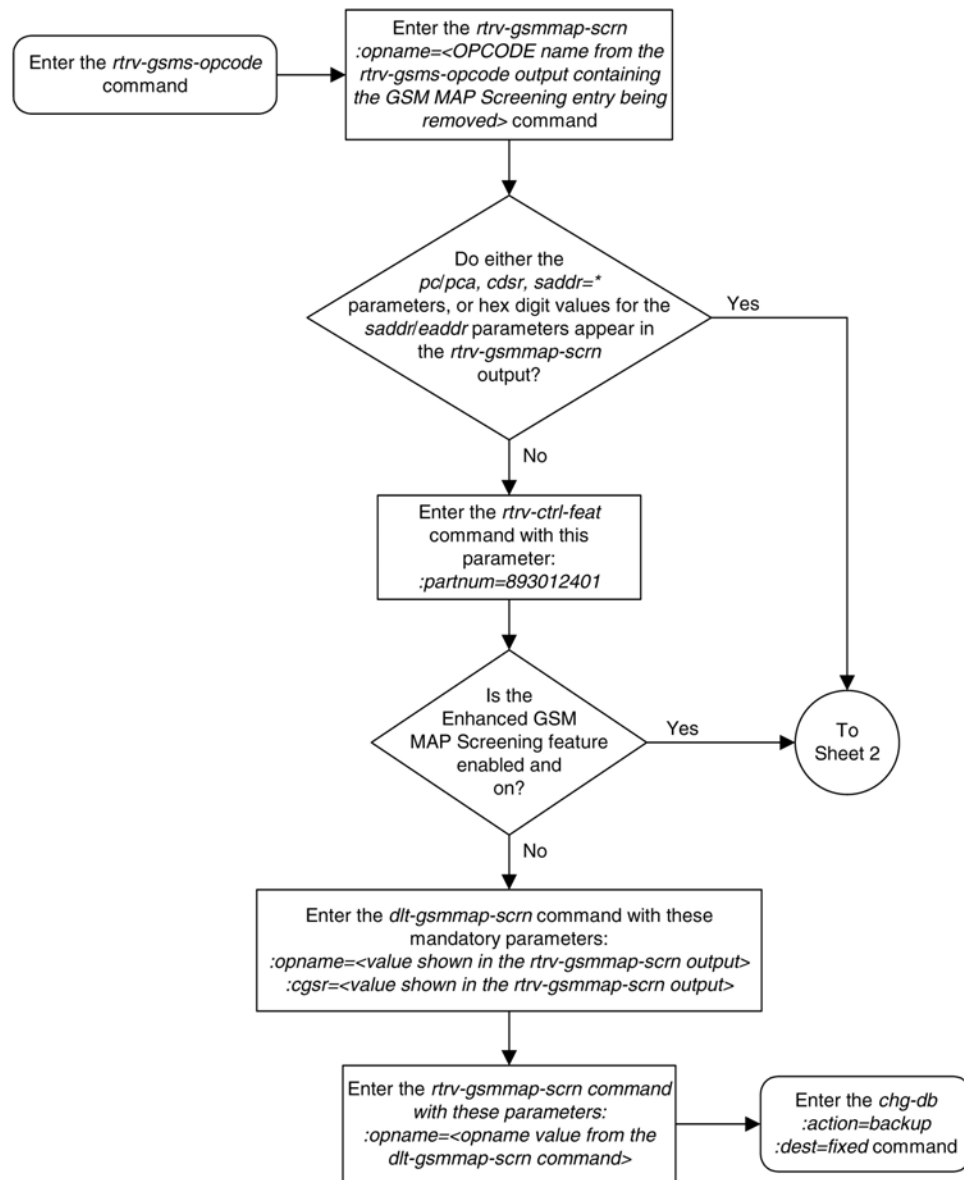 Enter the rtrv-gsms-opcode
command
Enter the rtrv-gsmmap-scrn
:opname=<OPCODE name from the
rtrv-gsms-opcode output containing
the GSM MAP Screening entry being
removed> command
Do either the
pc/pca, cdsr, saddr=*
parameters, or hex digit values for the
saddr/eaddr parameters appear in
the rtrv-gsmmap-scrn
output?
Yes
No
Enter the rtrv-ctrl-feat
command with this
parameter:
:partnum=893012401
Is the
Enhanced GSM
MAP Screening feature
enabled and
on?
Yes
To
Sheet 2
No
Enter the dlt-gsmmap-scrn command with these
mandatory parameters:
:opname=<value shown in the rtrv-gsmmap-scrn output>
:cgsr=<value shown in the rtrv-gsmmap-scrn output>
Enter the rtrv-gsmmap-scrn command
with these parameters:
:opname=<opname value from the
dlt-gsmmap-scrn command>
Enter the chg-db
:action=backup
:dest=fixed command